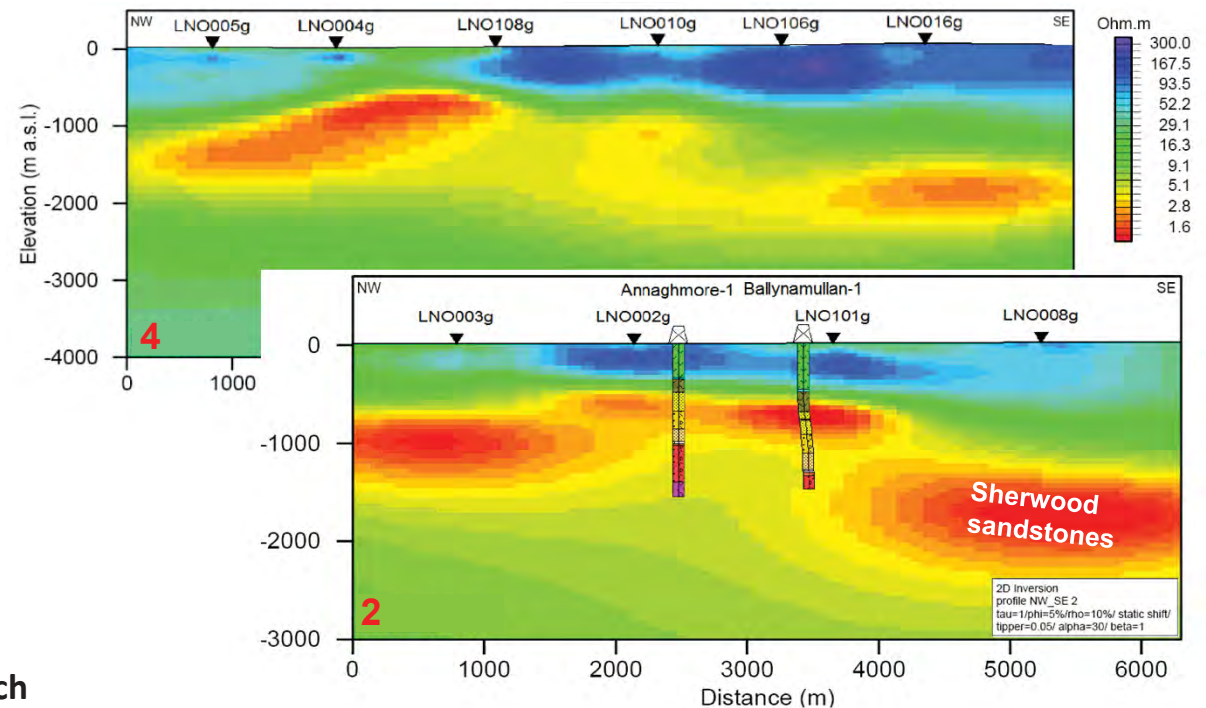 NW
LNO005g
LNO004g
LNO108g
LNO010g
LNO106g
LNO016g
SE
Ohm.m
300.0
167.5
93.5
52.2
29.1
16.3
9.1
5.1
2.8
1.6
Elevation (m a.s.l.)
0
-1000
-2000
-3000
-4000
4
0
1000
NW
Annaghmore-1
Ballynamullan-1
SE
LNO003g
LNO002g
LNO101g
LNO008g
0
-1000
-2000
-3000
Sherwood
sandstones
2
2D Inversion
profile NW_SE 2
tau=1/phi=5%/rho=10%/ static shift/
tipper=0.05/ alpha=30/ beta=1
0
1000
2000
3000
4000
5000
6000
Distance (m)
ch